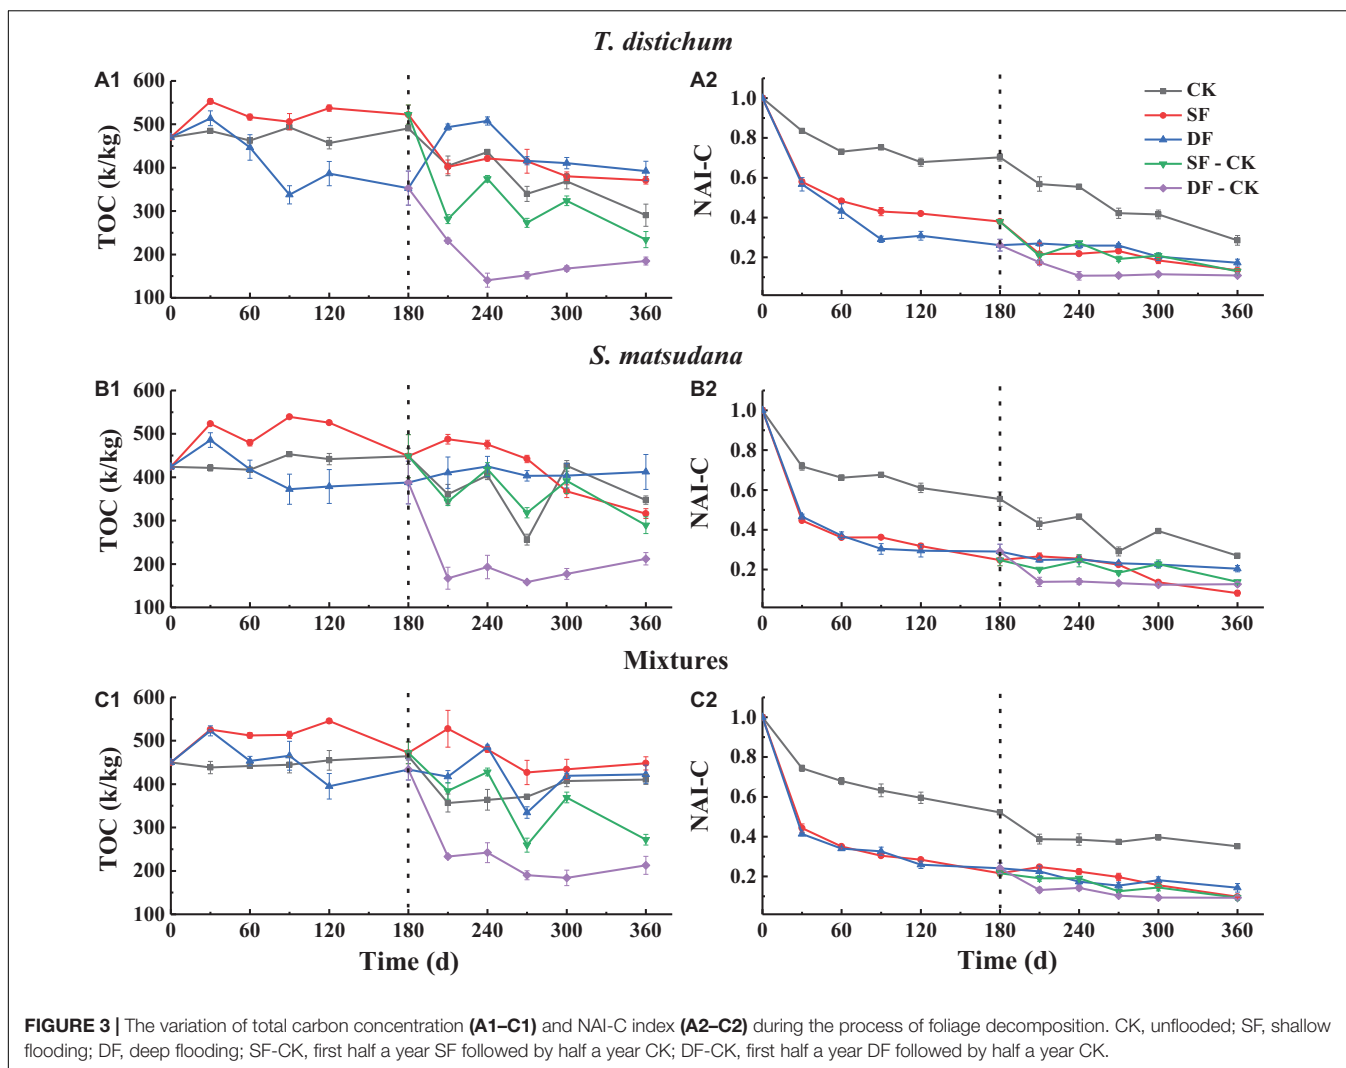 T. distichum
A1
A2
600
500
400
300
200
100
TOC (k/kg)
0 60 120 180 240 300 360
1.0
0.8
0.6
0.4
0.2
NAI-C
0 60 120 180 240 300 360
CK
SF
DF
SF - CK
DF - CK
S. matsudana
B1
B2
600
500
400
300
200
100
TOC (k/kg)
0 60 120 180 240 300 360
1.0
0.8
0.6
0.4
0.2
NAI-C
0 60 120 180 240 300 360
Mixtures
C1
C2
600
500
400
300
200
100
TOC (k/kg)
0 60 120 180 240 300 360
Time (d)
1.0
0.8
0.6
0.4
0.2
NAI-C
0 60 120 180 240 300 360
Time (d)
FIGURE 3 | The variation of total carbon concentration (A1–C1) and NAI-C index (A2–C2) during the process of foliage decomposition. CK, unflooded; SF, shallow
flooding; DF, deep flooding; SF-CK, first half a year SF followed by half a year CK; DF-CK, first half a year DF followed by half a year CK.